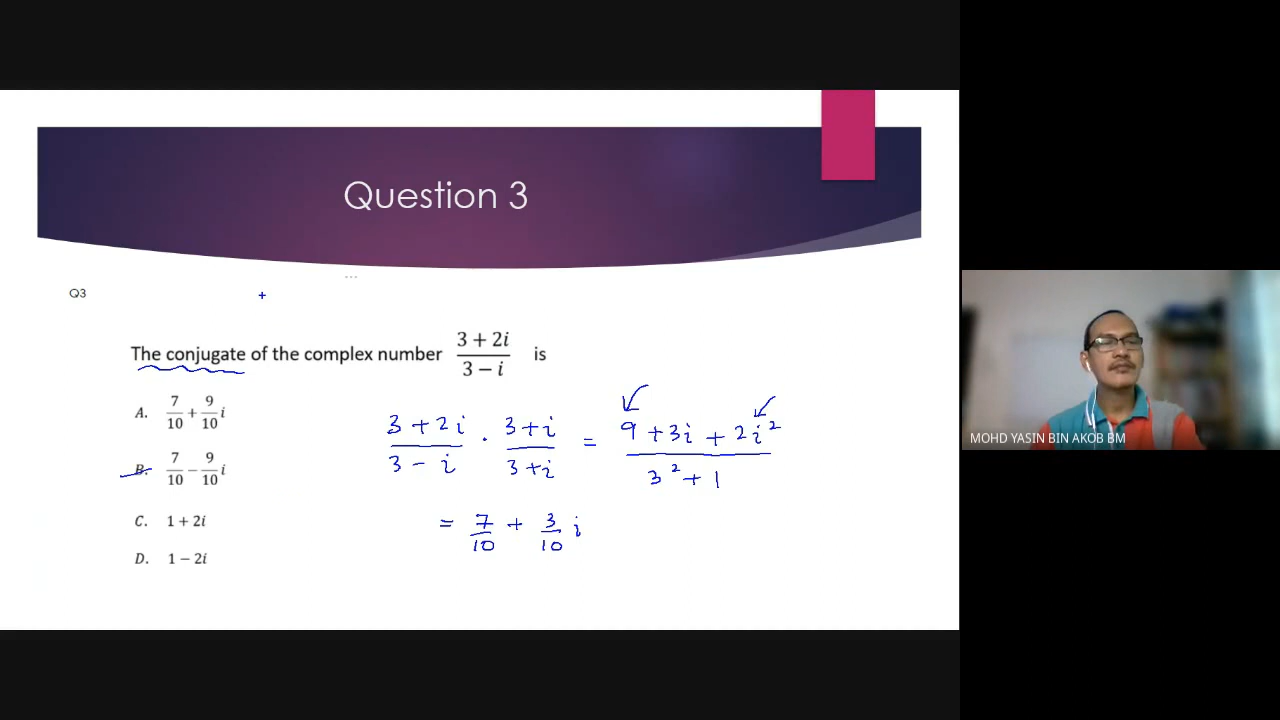 Question 3
...
Q3
+
The conjugate of the complex number (3 + 2i)/(3 − i) is
A. 7/10 + 9/10 i
B. 7/10 − 9/10 i
C. 1 + 2i
D. 1 − 2i
(3 + 2i)/(3 − i) · (3 + i)/(3 + i) = (9 + 3i + 2i²)/(3² + 1)
= 7/10 + 3/10 i
MOHD YASIN BIN AKOB BM